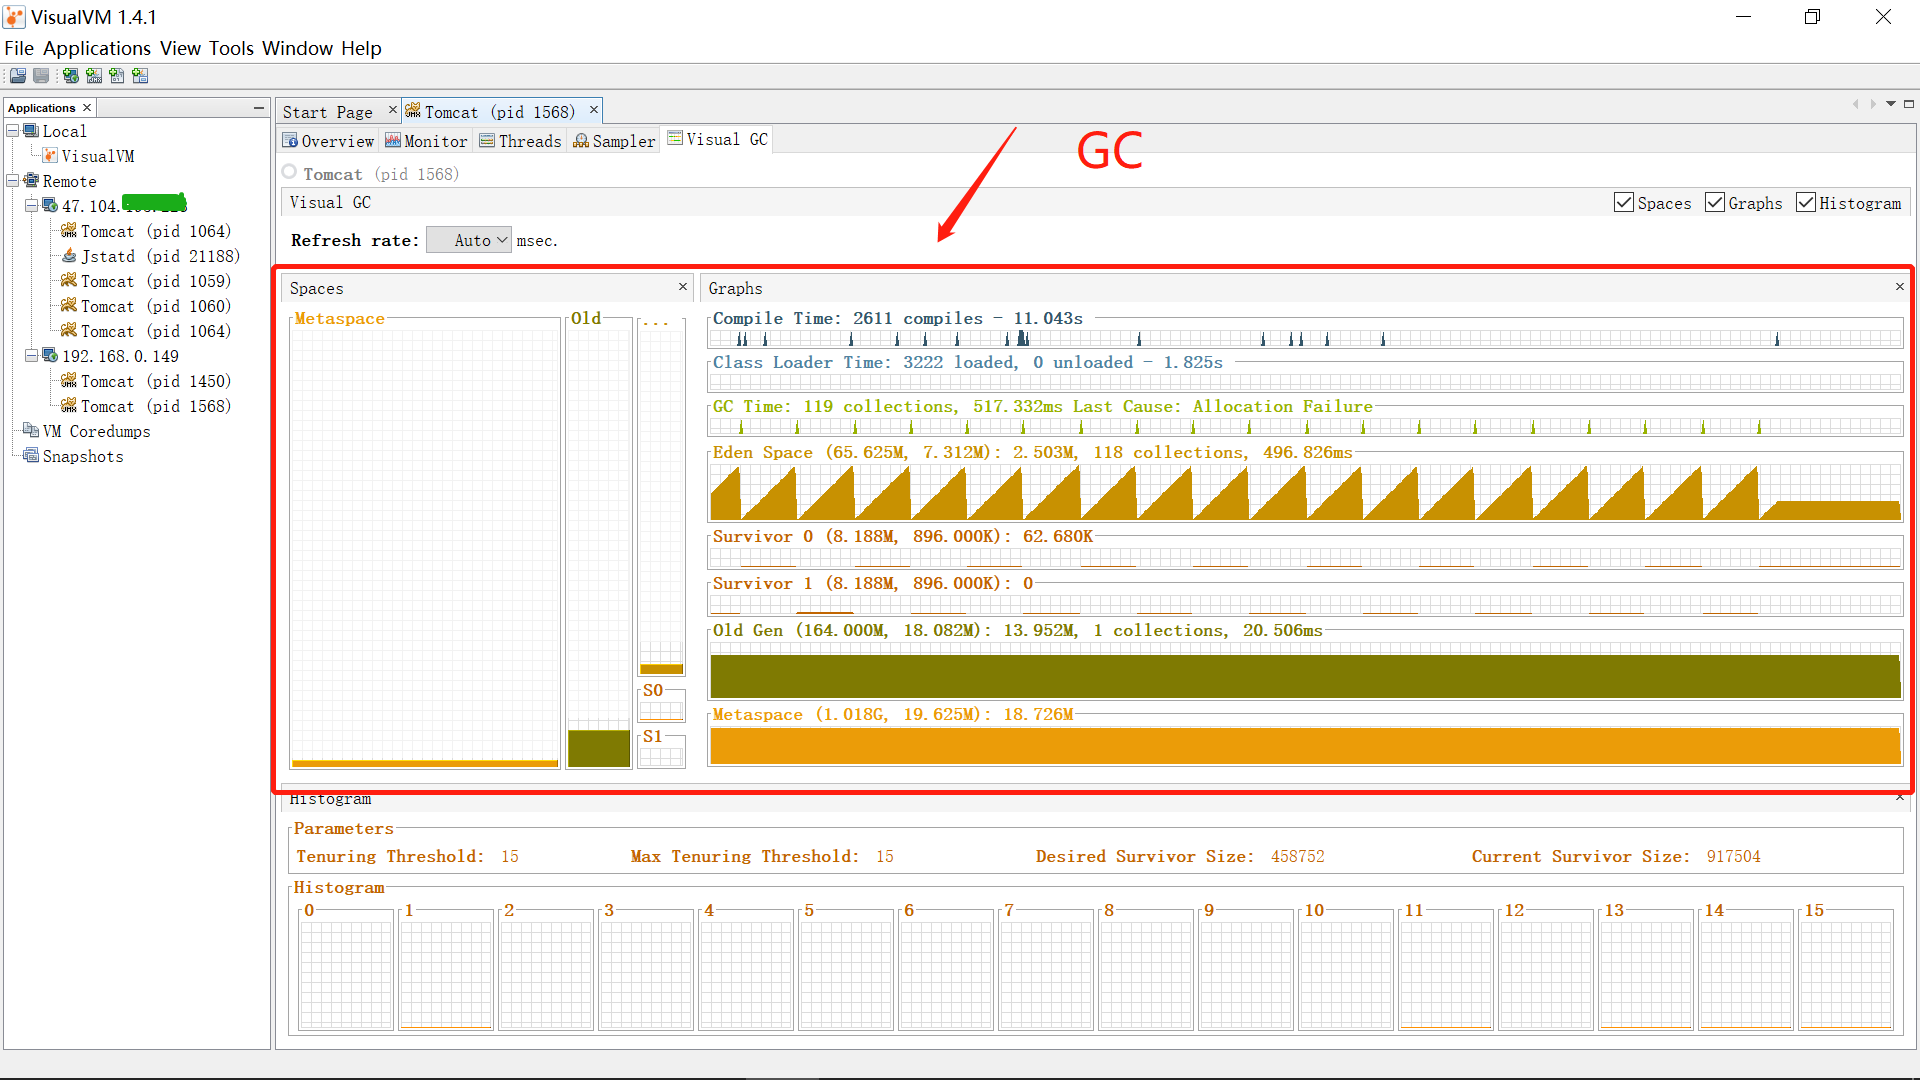 VisualVM 1.4.1
File Applications View Tools Window Help
Applications
Start Page
Tomcat (pid 1568)
Local
VisualVM
Remote
47.104.
Tomcat (pid 1064)
Jstatd (pid 21188)
Tomcat (pid 1059)
Tomcat (pid 1060)
Tomcat (pid 1064)
192.168.0.149
Tomcat (pid 1450)
Tomcat (pid 1568)
VM Coredumps
Snapshots
Overview Monitor Threads Sampler Visual GC
GC
Tomcat (pid 1568)
Visual GC
Spaces Graphs Histogram
Refresh rate: Auto msec.
Spaces
Metaspace
Old
...
S0
S1
Graphs
Compile Time: 2611 compiles - 11.043s
Class Loader Time: 3222 loaded, 0 unloaded - 1.825s
GC Time: 119 collections, 517.332ms Last Cause: Allocation Failure
Eden Space (65.625M, 7.312M): 2.503M, 118 collections, 496.826ms
Survivor 0 (8.188M, 896.000K): 62.680K
Survivor 1 (8.188M, 896.000K): 0
Old Gen (164.000M, 18.082M): 13.952M, 1 collections, 20.506ms
Metaspace (1.018G, 19.625M): 18.726M
Histogram
Parameters
Tenuring Threshold: 15 Max Tenuring Threshold: 15 Desired Survivor Size: 458752 Current Survivor Size: 917504
Histogram
0 1 2 3 4 5 6 7 8 9 10 11 12 13 14 15